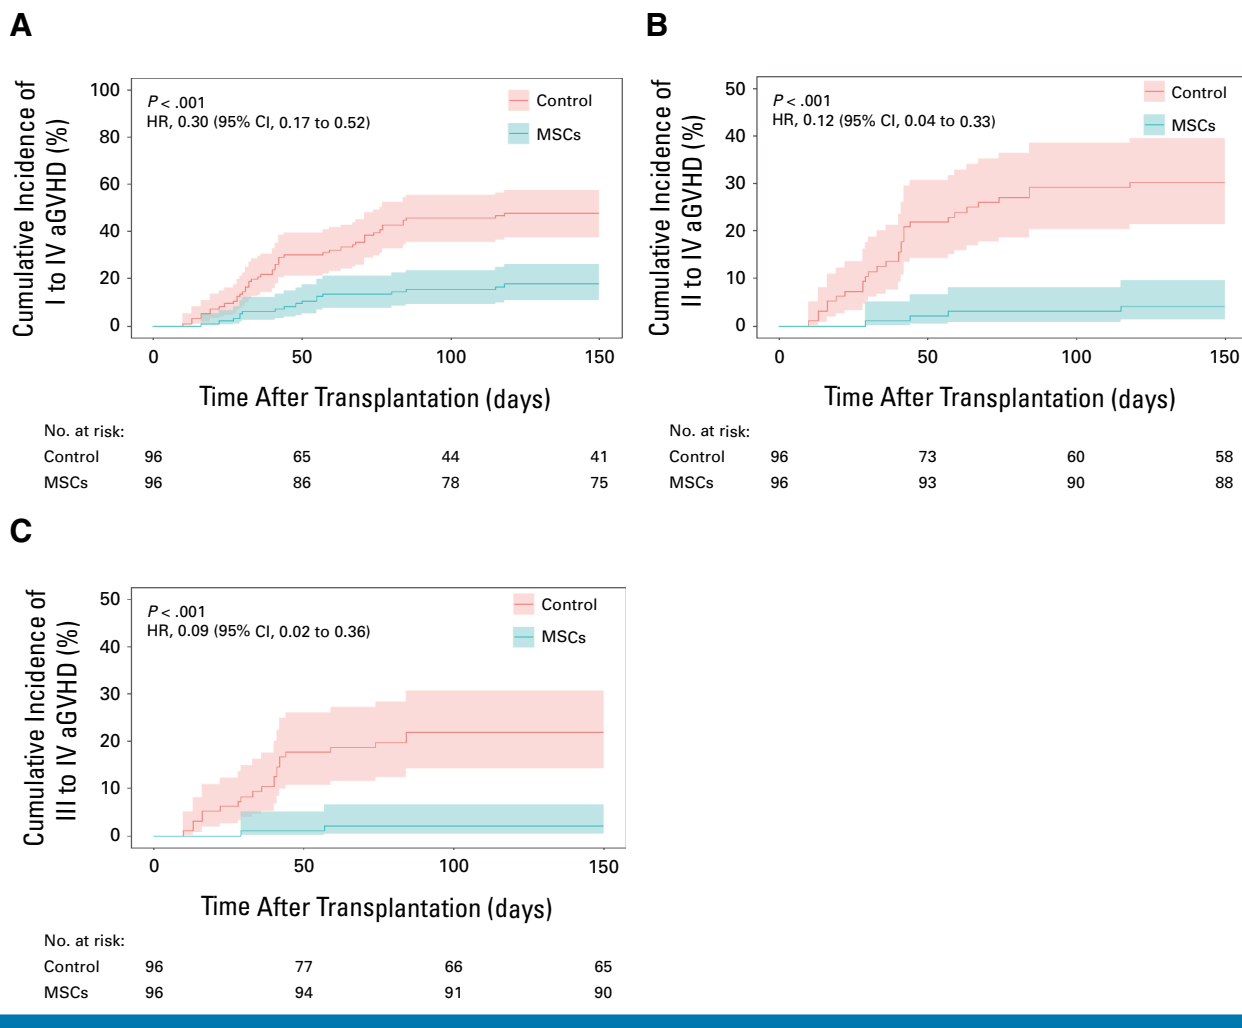 A
Cumulative Incidence of
I to IV aGVHD (%)
100
80
60
40
20
0
P < .001
HR, 0.30 (95% CI, 0.17 to 0.52)
Control
MSCs
0 50 100 150
Time After Transplantation (days)
No. at risk:
Control 96 65 44 41
MSCs 96 86 78 75
B
Cumulative Incidence of
II to IV aGVHD (%)
50
40
30
20
10
0
P < .001
HR, 0.12 (95% CI, 0.04 to 0.33)
Control
MSCs
0 50 100 150
Time After Transplantation (days)
No. at risk:
Control 96 73 60 58
MSCs 96 93 90 88
C
Cumulative Incidence of
III to IV aGVHD (%)
50
40
30
20
10
0
P < .001
HR, 0.09 (95% CI, 0.02 to 0.36)
Control
MSCs
0 50 100 150
Time After Transplantation (days)
No. at risk:
Control 96 77 66 65
MSCs 96 94 91 90